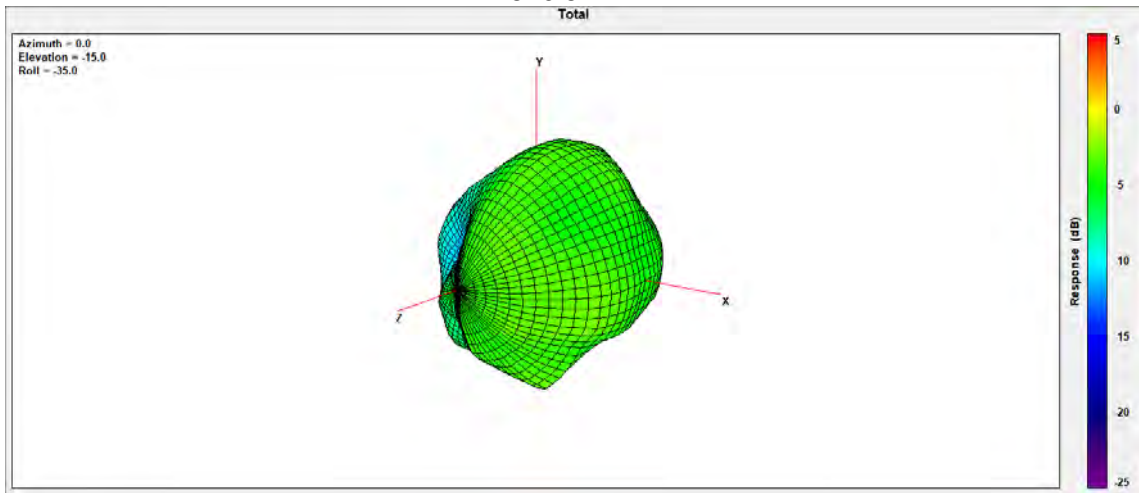 Total
Azimuth = 0.0
Elevation = -15.0
Roll = -35.0
Y
X
Z
5
0
-5
10
15
-20
-25
Response (dB)